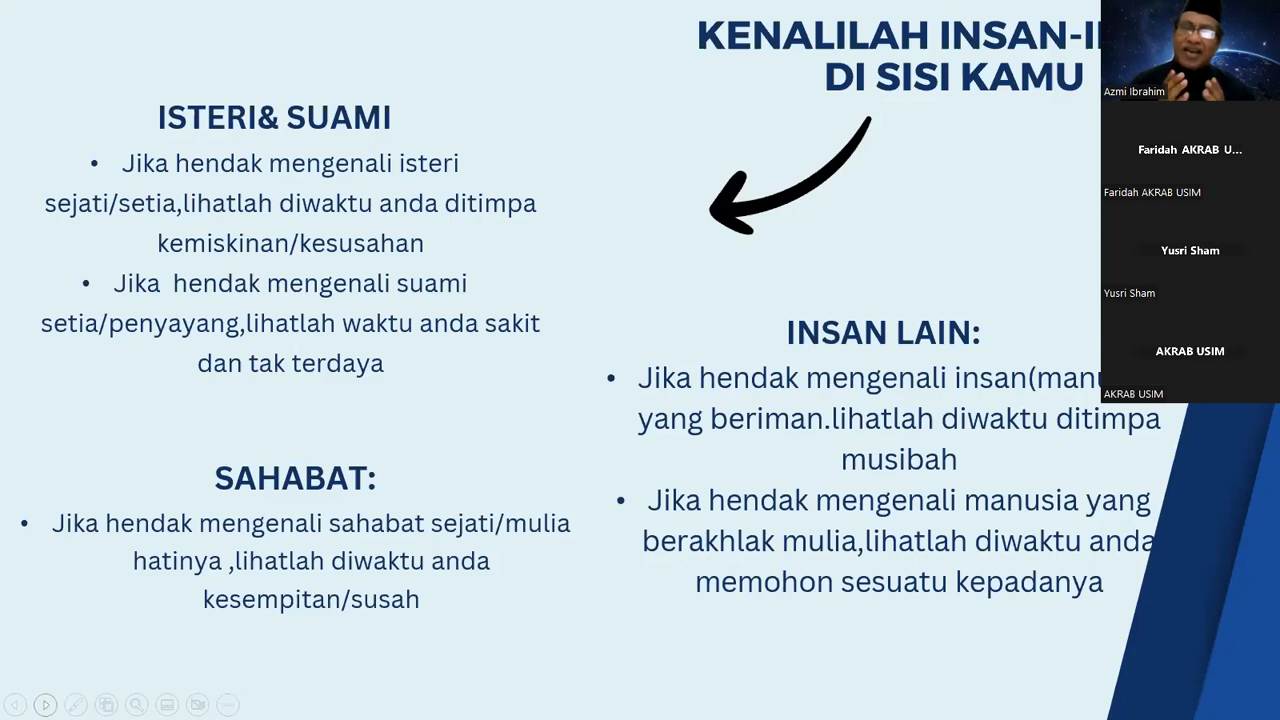 KENALILAH INSAN-
DI SISI KAMU
ISTERI& SUAMI
• Jika hendak mengenali isteri
sejati/setia,lihatlah diwaktu anda ditimpa
kemiskinan/kesusahan
• Jika hendak mengenali suami
setia/penyayang,lihatlah waktu anda sakit
dan tak terdaya
SAHABAT:
• Jika hendak mengenali sahabat sejati/mulia
hatinya ,lihatlah diwaktu anda
kesempitan/susah
INSAN LAIN:
• Jika hendak mengenali
yang beriman.lihatlah diwaktu ditimpa
musibah
• Jika hendak mengenali manusia yang
berakhlak mulia,lihatlah diwaktu anda
memohon sesuatu kepadanya
Azmi Ibrahim
Faridah AKRAB U...
Faridah AKRAB USIM
Yusri Sham
Yusri Sham
AKRAB USIM
AKRAB USIM